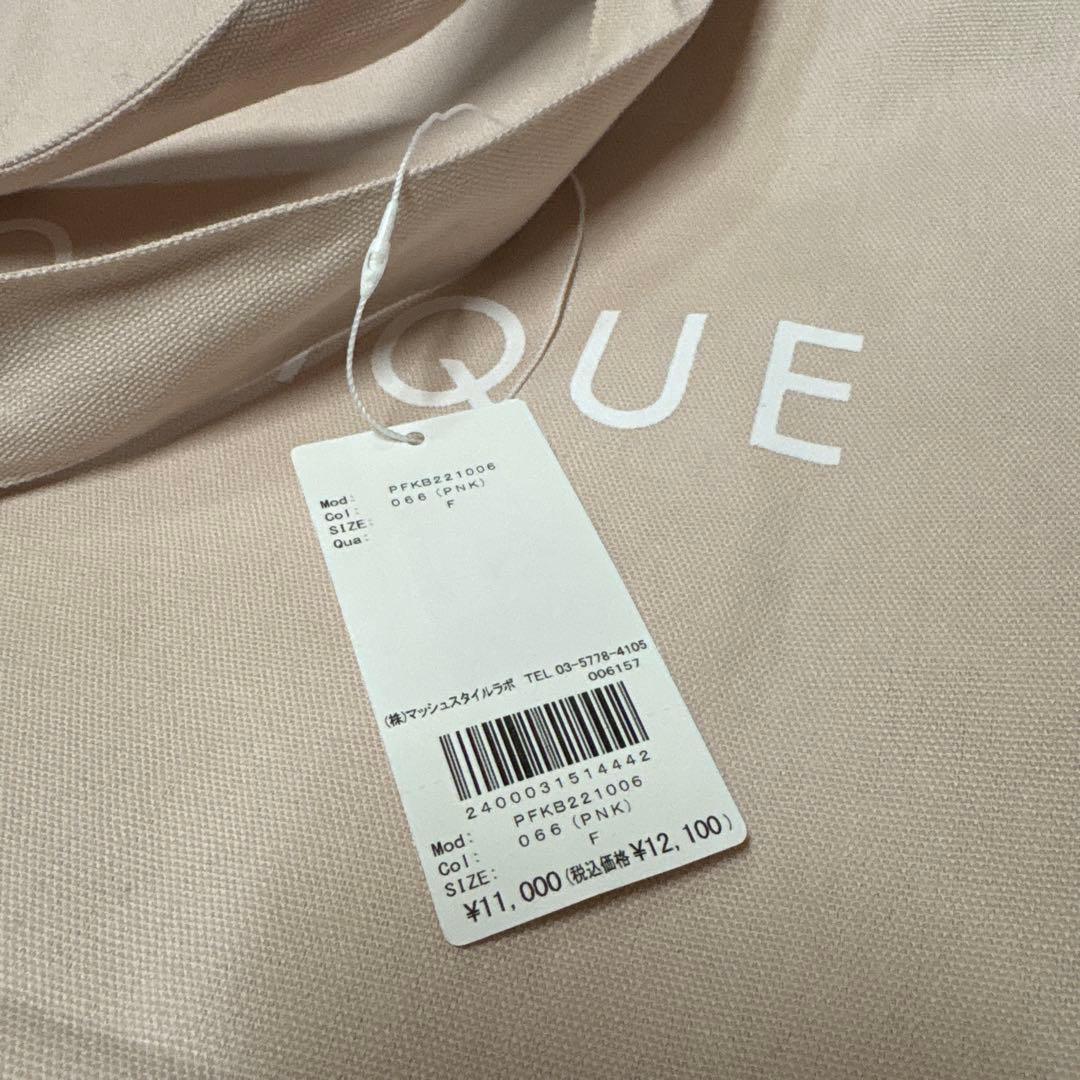 QUE
Mod: PFKB221006
Col: 066 (PNK)
SIZE: F
Qua:
(株)マッシュスタイルラボ TEL 03-5778-4105
006157
2400031514442
Mod: PFKB221006
Col: 066 (PNK)
SIZE: F
¥11,000(税込価格¥12,100)